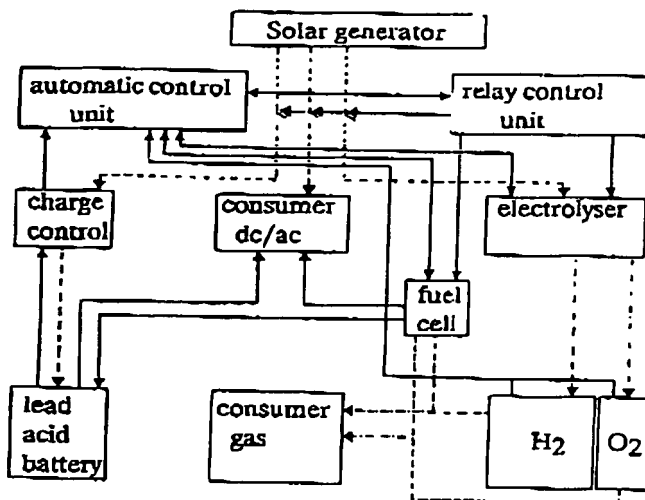 Solar generator
automatic control
unit
relay control
unit
charge
control
consumer
dc/ac
electrolyser
fuel
cell
lead
acid
battery
consumer
gas
H2
O2